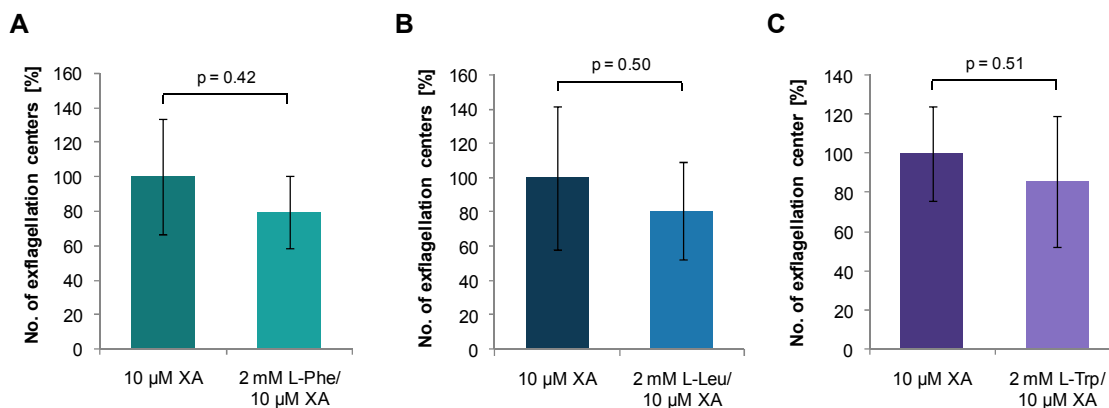 A
No. of exflagellation centers [%]
160
140
120
100
80
60
40
20
0
p = 0.42
10 µM XA
2 mM L-Phe/
10 µM XA
B
No. of exflagellation centers [%]
160
140
120
100
80
60
40
20
0
p = 0.50
10 µM XA
2 mM L-Leu/
10 µM XA
C
No. of exflagellation center [%]
140
120
100
80
60
40
20
0
p = 0.51
10 µM XA
2 mM L-Trp/
10 µM XA